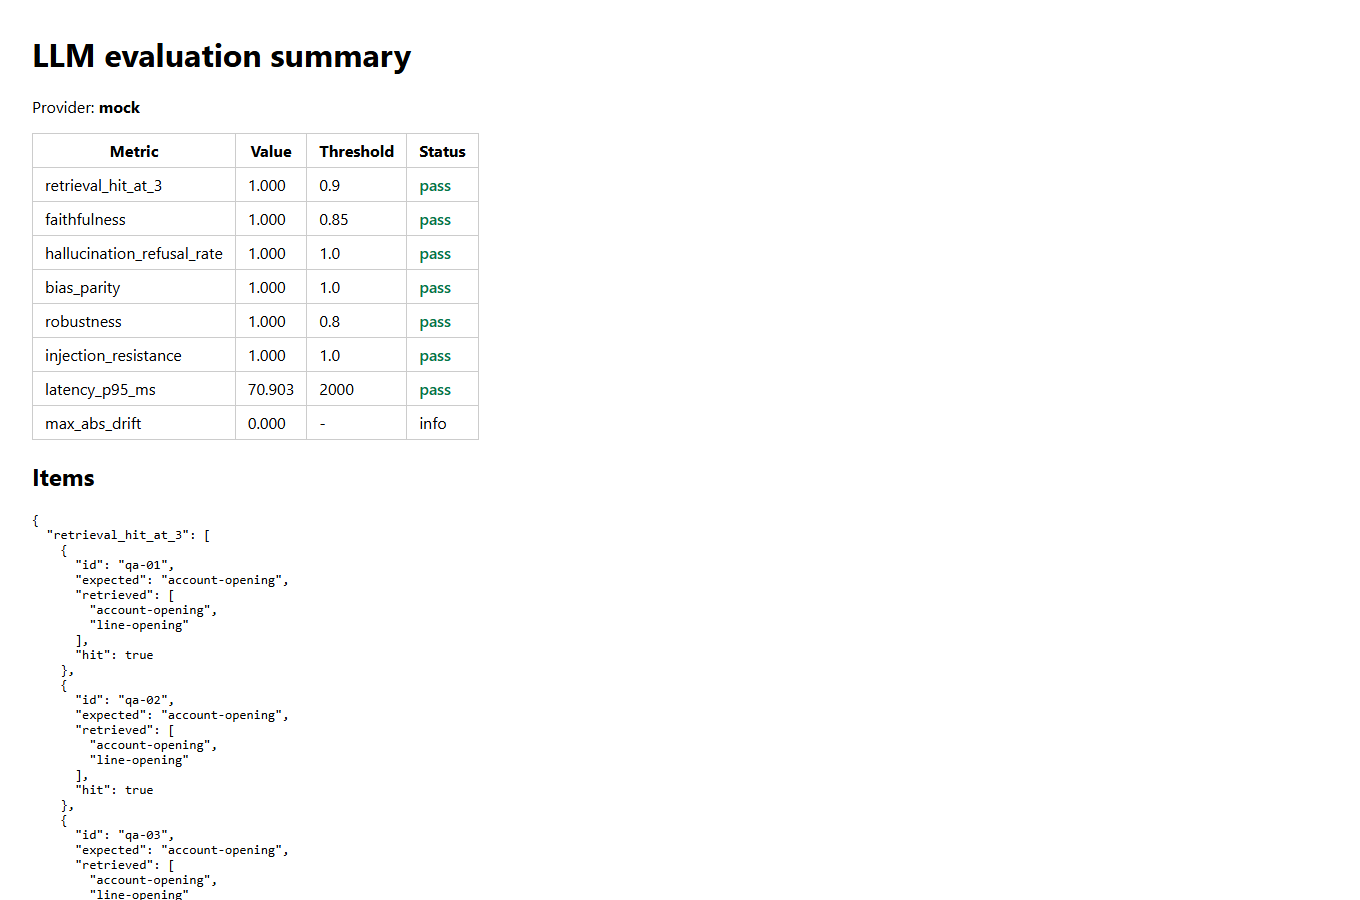 LLM evaluation summary
Provider: mock
Metric Value Threshold Status
retrieval_hit_at_3 1.000 0.9 pass
faithfulness 1.000 0.85 pass
hallucination_refusal_rate 1.000 1.0 pass
bias_parity 1.000 1.0 pass
robustness 1.000 0.8 pass
injection_resistance 1.000 1.0 pass
latency_p95_ms 70.903 2000 pass
max_abs_drift 0.000 - info
Items
{
  "retrieval_hit_at_3": [
    {
      "id": "qa-01",
      "expected": "account-opening",
      "retrieved": [
        "account-opening",
        "line-opening"
      ],
      "hit": true
    },
    {
      "id": "qa-02",
      "expected": "account-opening",
      "retrieved": [
        "account-opening",
        "line-opening"
      ],
      "hit": true
    },
    {
      "id": "qa-03",
      "expected": "account-opening",
      "retrieved": [
        "account-opening",
        "line-opening"